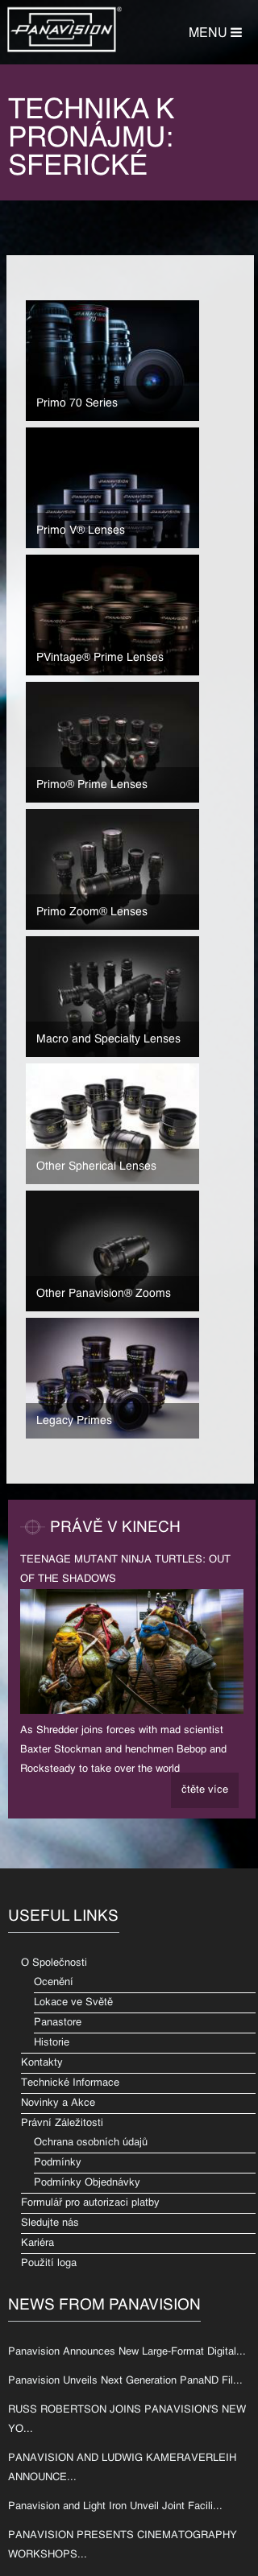 PANAVISION®
MENU
TECHNIKA K
PRONÁJMU:
SFERICKÉ
PANAVISION
70
Primo 70 Series
Primo V® Lenses
PVintage® Prime Lenses
Primo® Prime Lenses
Primo Zoom® Lenses
Macro and Specialty Lenses
Other Spherical Lenses
Other Panavision® Zooms
Legacy Primes
PRÁVĚ V KINECH
TEENAGE MUTANT NINJA TURTLES: OUT
OF THE SHADOWS
As Shredder joins forces with mad scientist
Baxter Stockman and henchmen Bebop and
Rocksteady to take over the world
čtěte více
USEFUL LINKS
O Společnosti
Ocenění
Lokace ve Světě
Panastore
Historie
Kontakty
Technické Informace
Novinky a Akce
Právní Záležitosti
Ochrana osobních údajů
Podmínky
Podmínky Objednávky
Formulář pro autorizaci platby
Sledujte nás
Kariéra
Použití loga
NEWS FROM PANAVISION
Panavision Announces New Large-Format Digital...
Panavision Unveils Next Generation PanaND Fil...
RUSS ROBERTSON JOINS PANAVISION'S NEW
YO...
PANAVISION AND LUDWIG KAMERAVERLEIH
ANNOUNCE...
Panavision and Light Iron Unveil Joint Facili...
PANAVISION PRESENTS CINEMATOGRAPHY
WORKSHOPS...